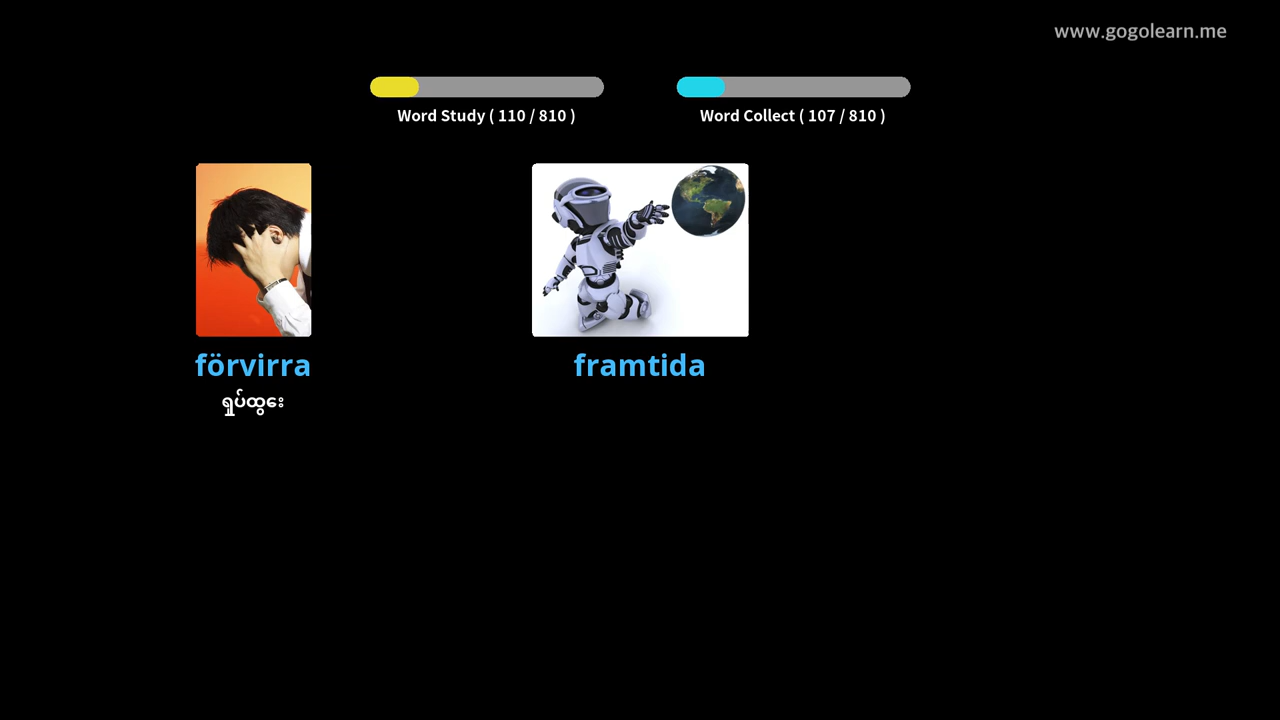 www.gogolearn.me
Word Study ( 110 / 810 )
Word Collect ( 107 / 810 )
förvirra
framtida
ရှုပ်ထွေး